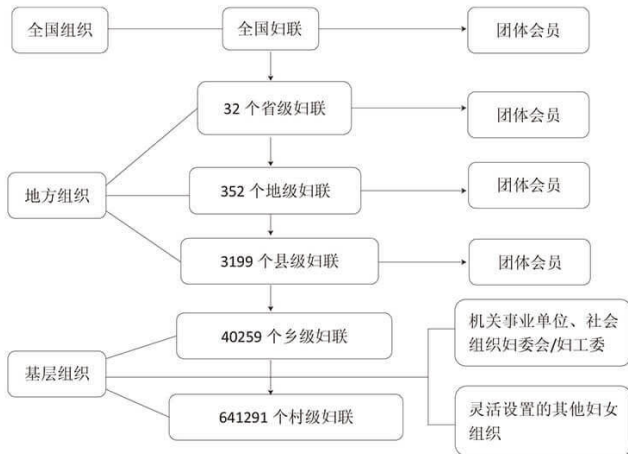 全国组织
全国妇联
团体会员
32 个省级妇联
团体会员
地方组织
352 个地级妇联
团体会员
3199 个县级妇联
团体会员
40259 个乡级妇联
机关事业单位、社会
组织妇委会/妇工委
基层组织
641291 个村级妇联
灵活设置的其他妇女
组织